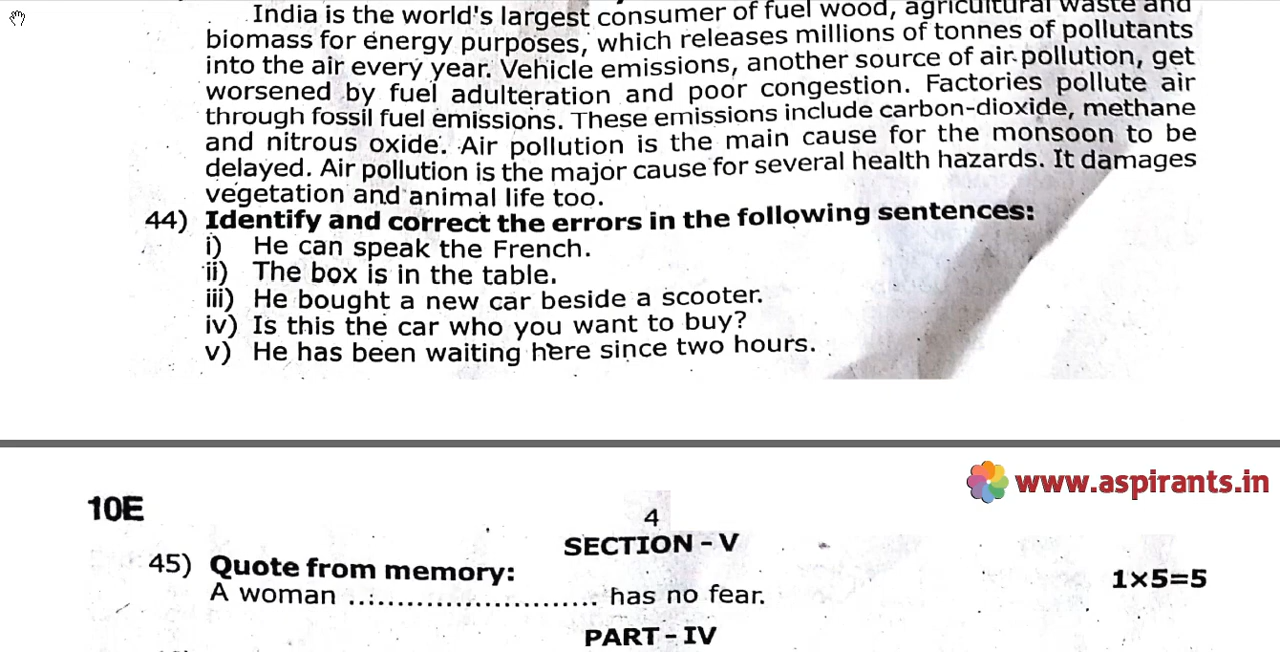 India is the world's largest consumer of fuel wood, agricultural waste and
biomass for energy purposes, which releases millions of tonnes of pollutants
into the air every year. Vehicle emissions, another source of air pollution, get
worsened by fuel adulteration and poor congestion. Factories pollute air
through fossil fuel emissions. These emissions include carbon-dioxide, methane
and nitrous oxide. Air pollution is the main cause for the monsoon to be
delayed. Air pollution is the major cause for several health hazards. It damages
vegetation and animal life too.
44) Identify and correct the errors in the following sentences:
i) He can speak the French.
ii) The box is in the table.
iii) He bought a new car beside a scooter.
iv) Is this the car who you want to buy?
v) He has been waiting here since two hours.
www.aspirants.in
10E
4
SECTION - V
45) Quote from memory: 1×5=5
A woman ............................ has no fear.
PART - IV